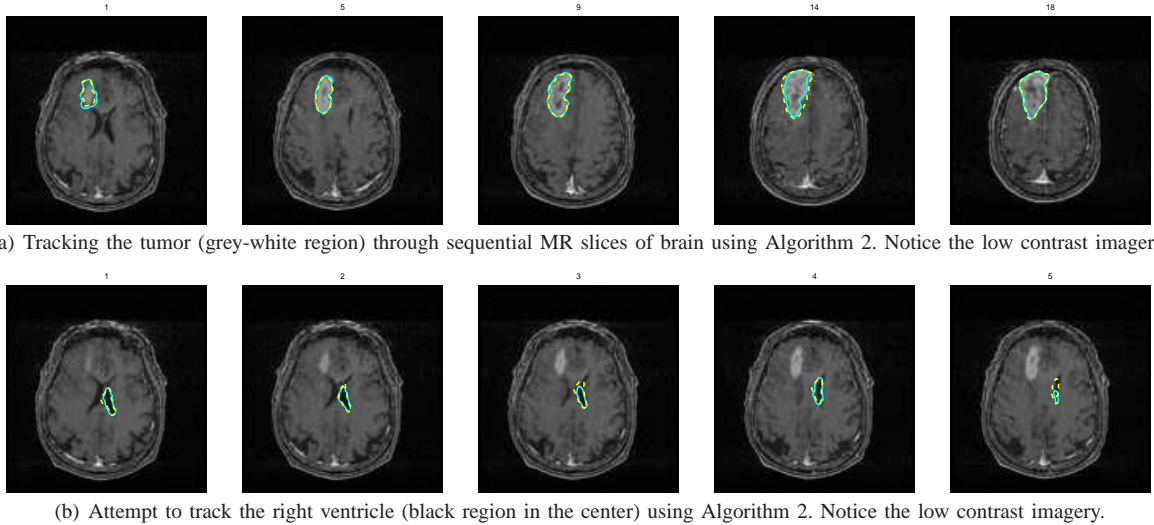 1 5 9 14 18
a) Tracking the tumor (grey-white region) through sequential MR slices of brain using Algorithm 2. Notice the low contrast imager
1 2 3 4 5
(b) Attempt to track the right ventricle (black region in the center) using Algorithm 2. Notice the low contrast imagery.